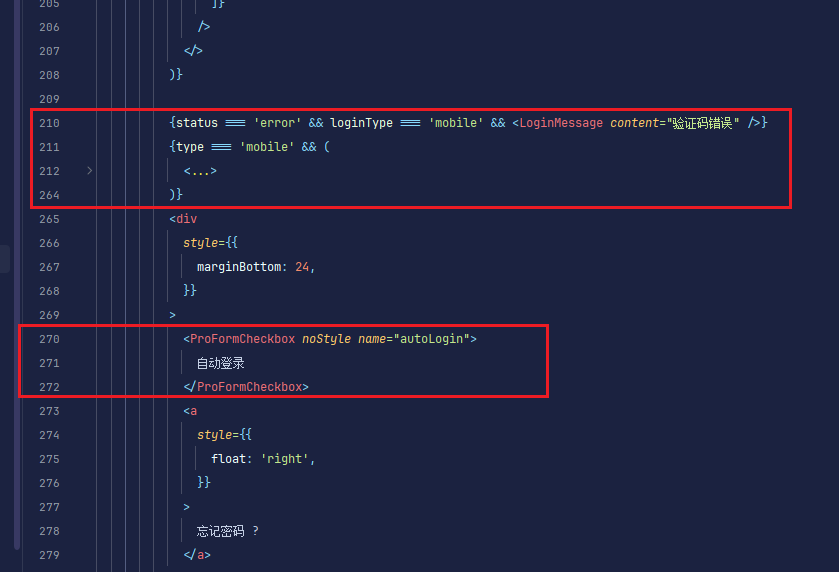 205 ]}
206 />
207 </>
208 )}
209
210 {status === 'error' && loginType === 'mobile' && <LoginMessage content="验证码错误" />}
211 {type === 'mobile' && (
212 <...>
264 )}
265 <div
266 style={{
267 marginBottom: 24,
268 }}
269 >
270 <ProFormCheckbox noStyle name="autoLogin">
271 自动登录
272 </ProFormCheckbox>
273 <a
274 style={{
275 float: 'right',
276 }}
277 >
278 忘记密码 ?
279 </a>